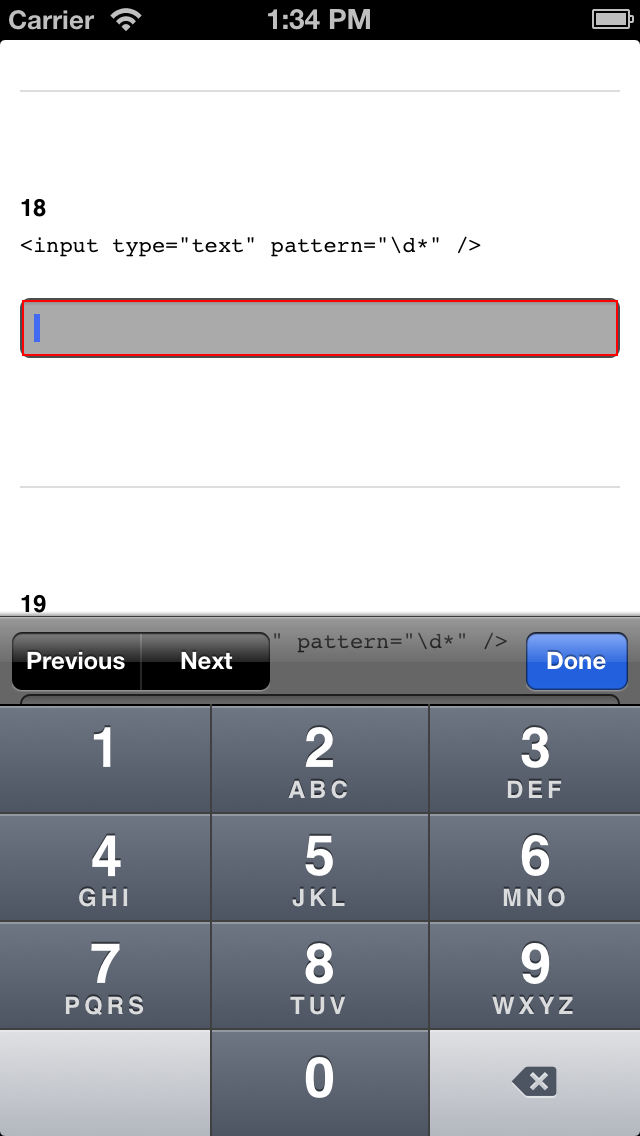 Carrier 1:34 PM
18
<input type="text" pattern="\d*" />
19
" pattern="\d*" />
Previous Next Done
1 2 3
ABC DEF
4 5 6
GHI JKL MNO
7 8 9
PQRS TUV WXYZ
0